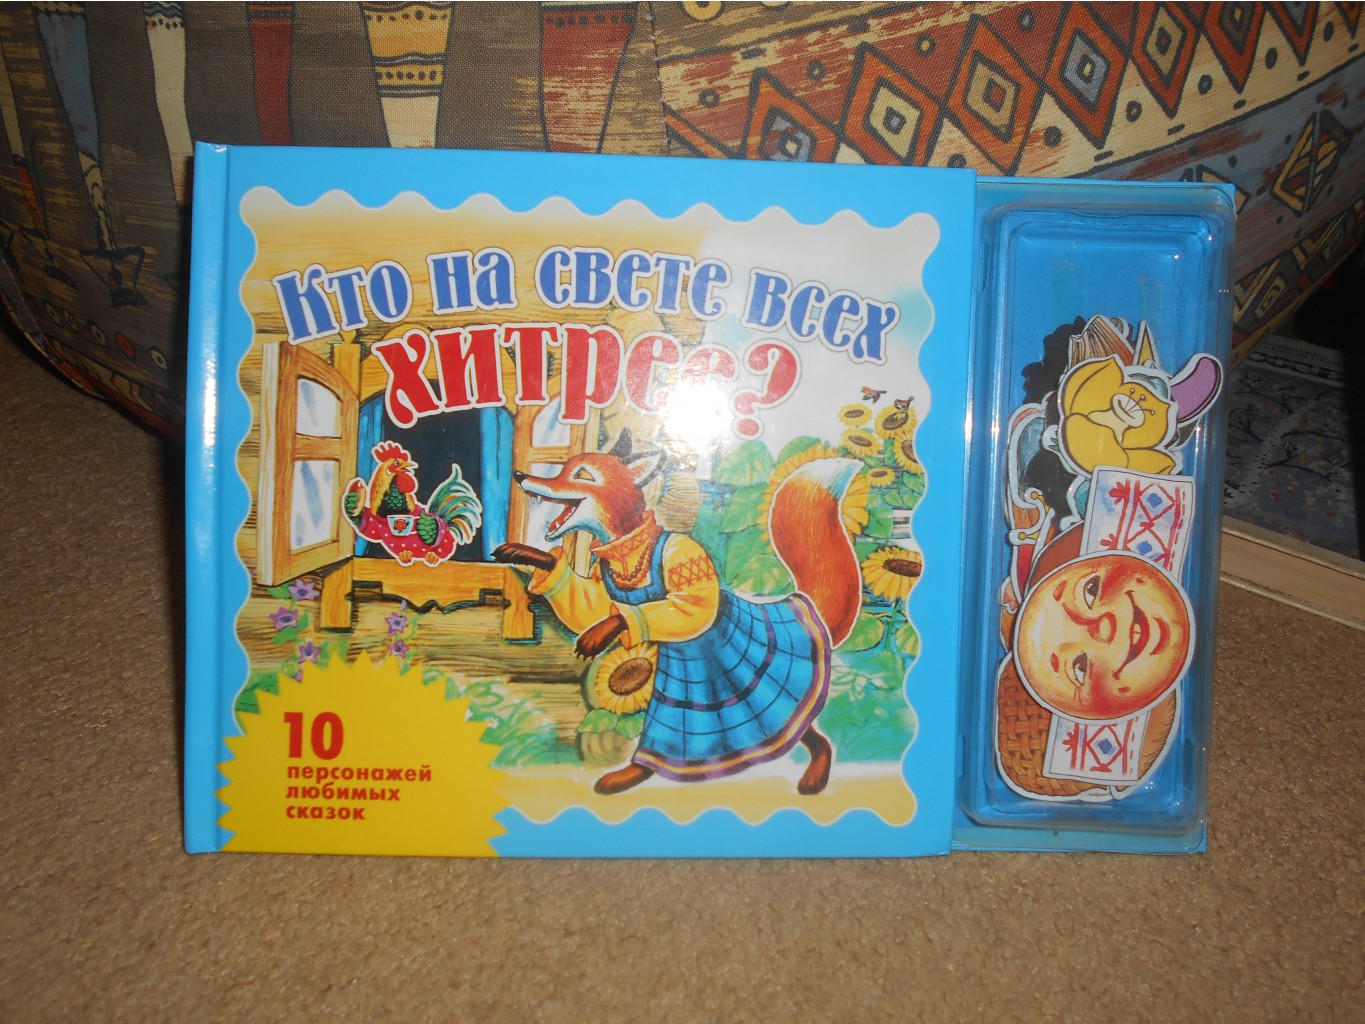 Кто на свете всех
хитрее?
10
персонажей
любимых
сказок